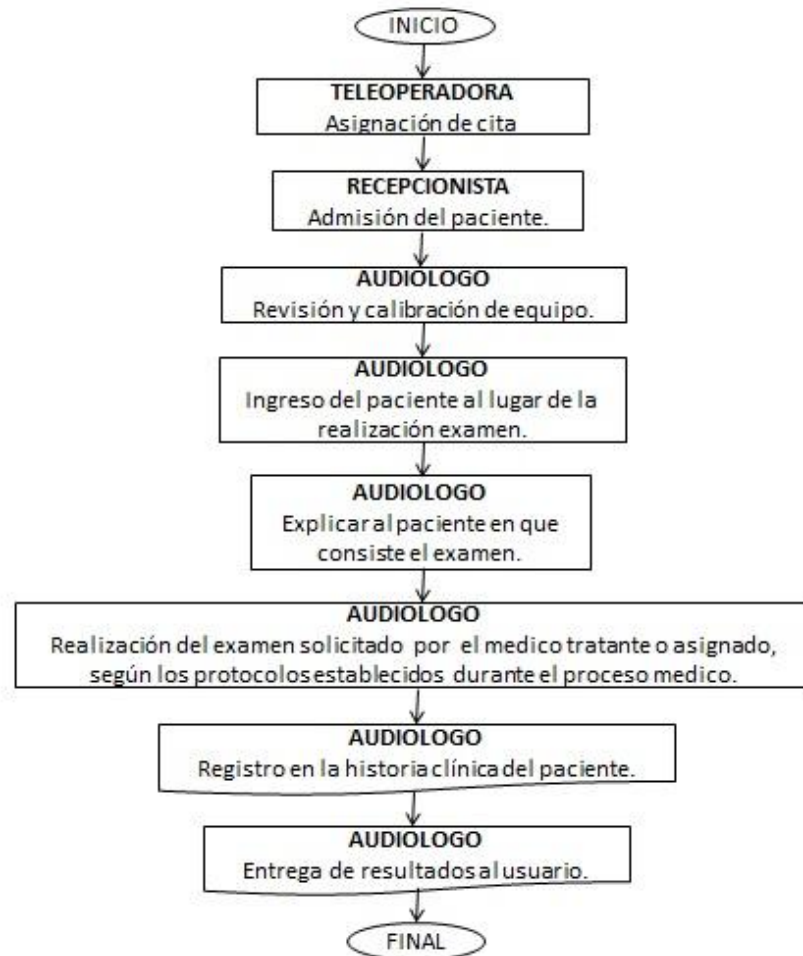 INICIO
TELEOPERADORA
Asignación de cita
RECEPCIONISTA
Admisión del paciente.
AUDIOLOGO
Revisión y calibración de equipo.
AUDIOLOGO
Ingreso del paciente al lugar de la
realización examen.
AUDIOLOGO
Explicar al paciente en que
consiste el examen.
AUDIOLOGO
Realización del examen solicitado por el medico tratante o asignado,
según los protocolos establecidos durante el proceso medico.
AUDIOLOGO
Registro en la historia clínica del paciente.
AUDIOLOGO
Entrega de resultados al usuario.
FINAL